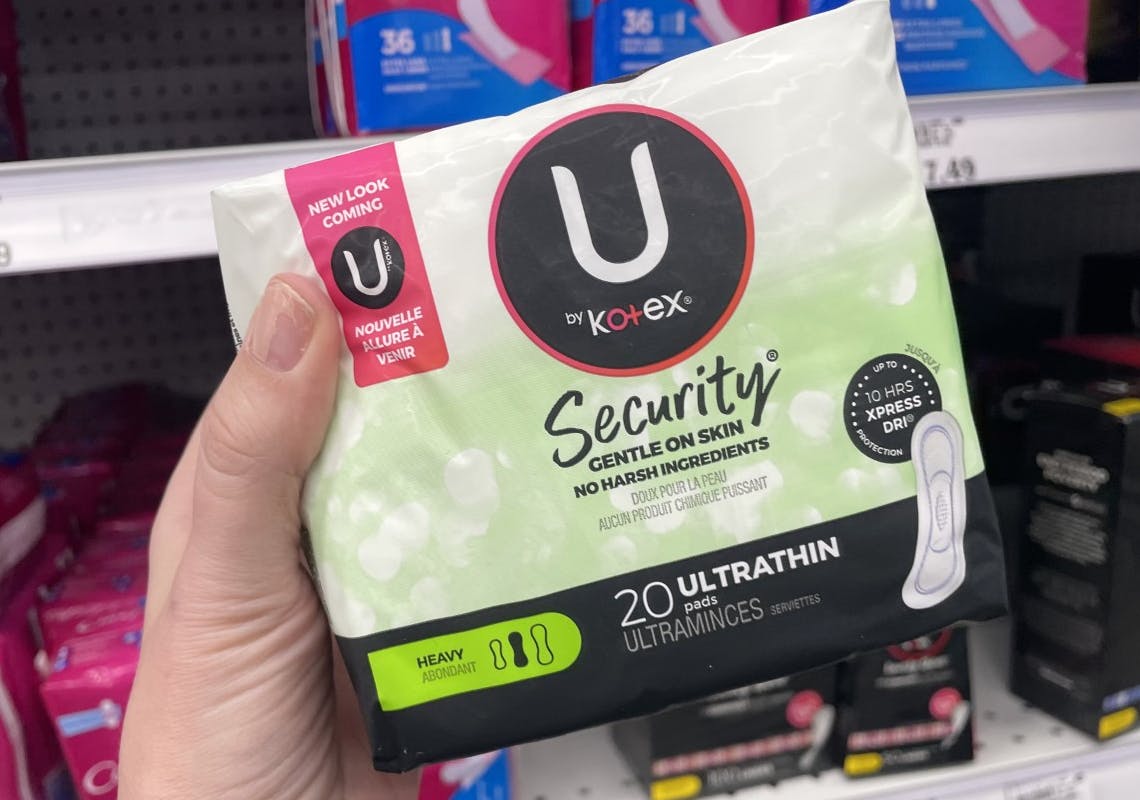 36
36
7.49
NEW LOOK
COMING
U
by kotex
NOUVELLE
ALLURE À
VENIR
U
by kotex®
Security®
GENTLE ON SKIN
NO HARSH INGREDIENTS
DOUX POUR LA PEAU
AUCUN PRODUIT CHIMIQUE PUISSANT
JUSQU'À
UP TO
10 HRS
XPRESS
DRI®
PROTECTION
20 ULTRATHIN
pads
ULTRAMINCES SERVIETTES
HEAVY
ABONDANT